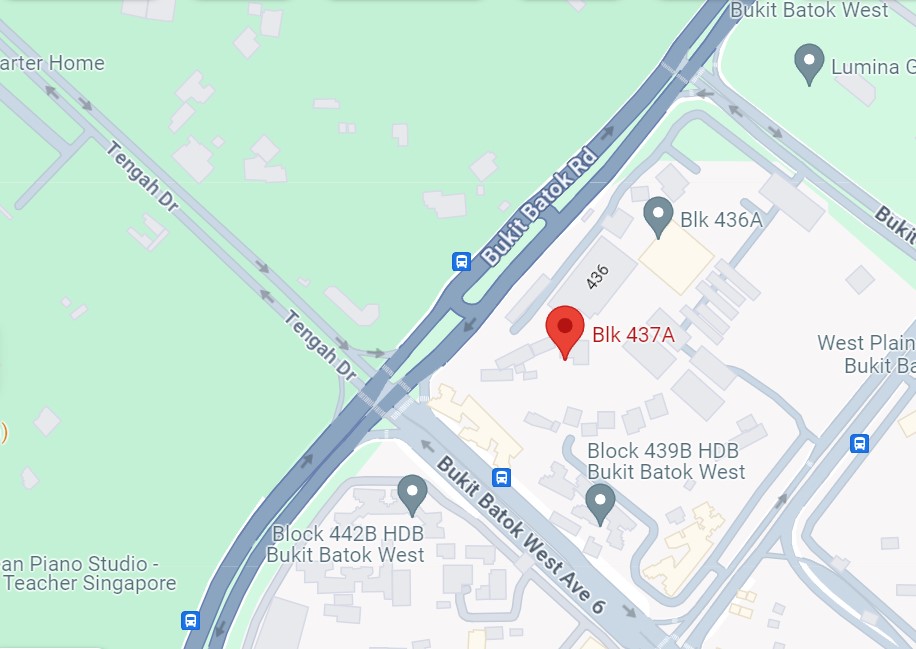 Bukit Batok West
arter Home
Lumina G
Tengah Dr
Bukit Batok Rd
Blk 436A
Bukit
436
Blk 437A
Tengah Dr
West Plain
Bukit Ba
)
Block 439B HDB
Bukit Batok West
Bukit Batok West Ave 6
Block 442B HDB
Bukit Batok West
an Piano Studio -
Teacher Singapore